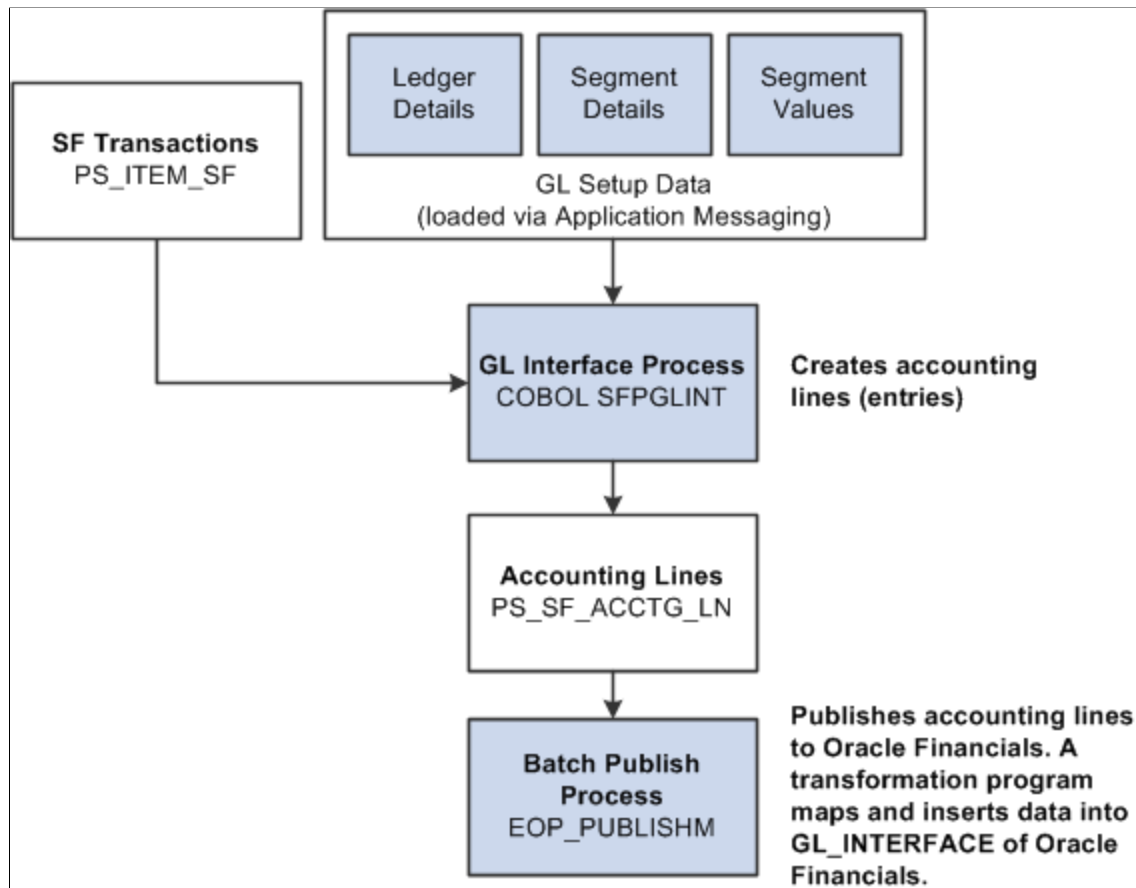 Ledger
Details
Segment
Details
Segment
Values
GL Setup Data
(loaded via Application Messaging)
SF Transactions
PS_ITEM_SF
GL Interface Process
COBOL SFPGLINT
Creates accounting
lines (entries)
Accounting Lines
PS_SF_ACCTG_LN
Batch Publish
Process
EOP_PUBLISHM
Publishes accounting lines
to Oracle Financials. A
transformation program
maps and inserts data into
GL_INTERFACE of Oracle
Financials.